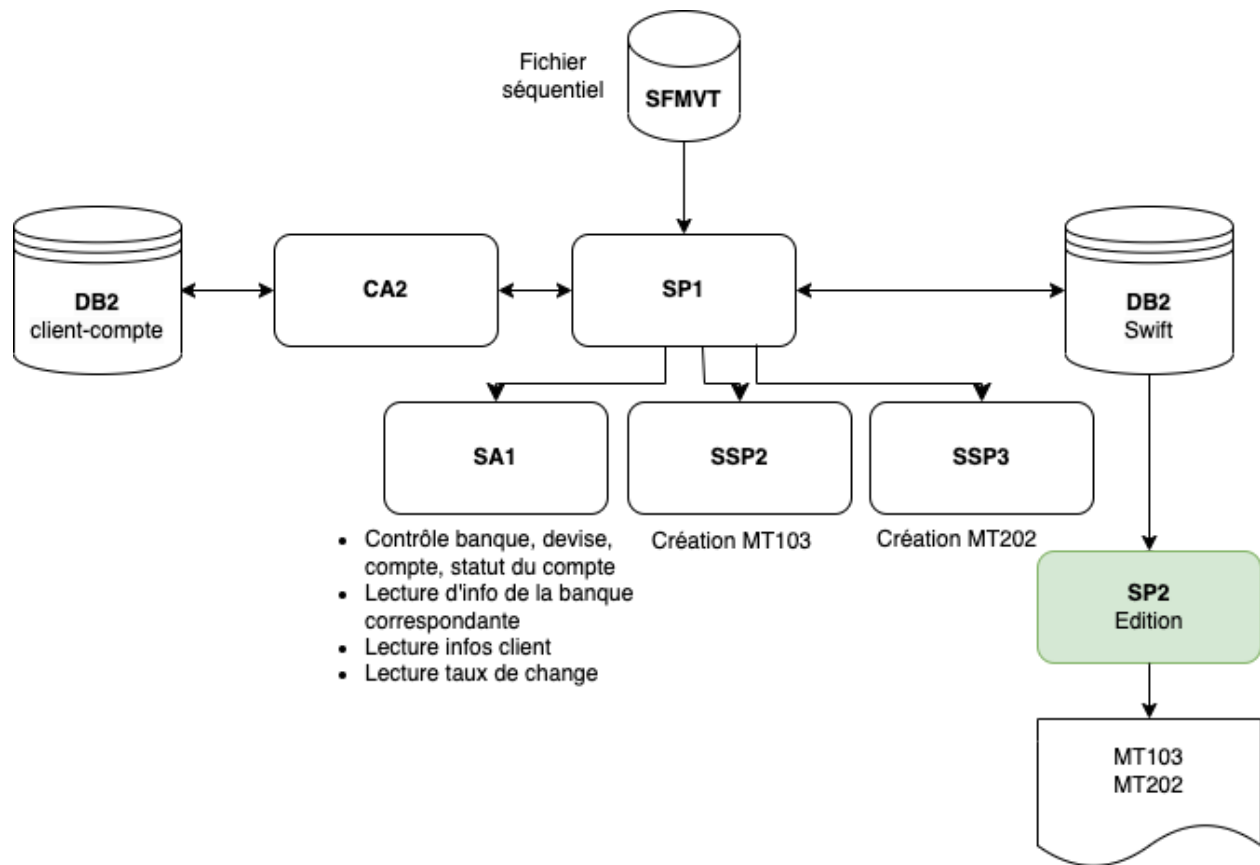 Fichier
séquentiel
SFMVT
DB2
client-compte
CA2
SP1
DB2
Swift
SA1
SSP2
SSP3
• Contrôle banque, devise,
compte, statut du compte
• Lecture d'info de la banque
correspondante
• Lecture infos client
• Lecture taux de change
Création MT103
Création MT202
SP2
Edition
MT103
MT202